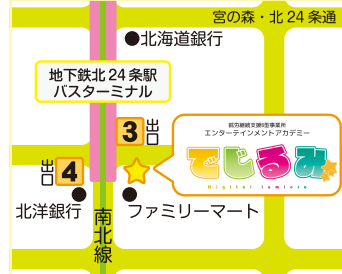 宮の森・北24条通
北海道銀行
地下鉄北24条駅
バスターミナル
3出口
就労継続支援B型事業所
エンターテインメントアカデミー
でじるみ
Digital lumiere
4出口
北洋銀行
南北線
ファミリーマート